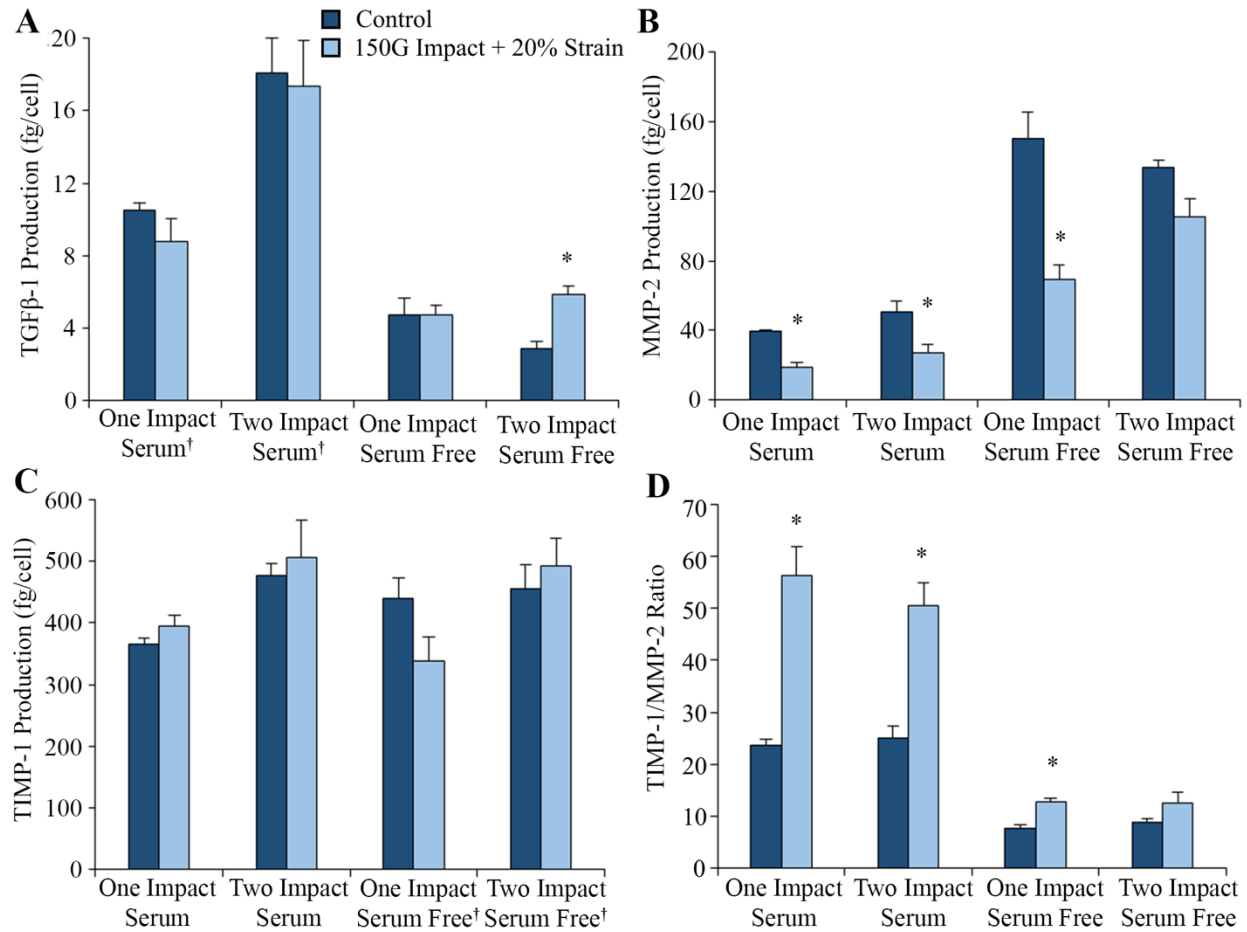 A
Control
150G Impact + 20% Strain
TGFβ-1 Production (fg/cell)
20
16
12
8
4
0
*
One Impact Two Impact One Impact Two Impact
Serum† Serum† Serum Free Serum Free
B
MMP-2 Production (fg/cell)
200
160
120
80
40
0
* * * 
One Impact Two Impact One Impact Two Impact
Serum Serum Serum Free Serum Free
C
TIMP-1 Production (fg/cell)
600
500
400
300
200
100
0
One Impact Two Impact One Impact Two Impact
Serum Serum Serum Free† Serum Free†
D
TIMP-1/MMP-2 Ratio
70
60
50
40
30
20
10
0
* * *
One Impact Two Impact One Impact Two Impact
Serum Serum Serum Free Serum Free